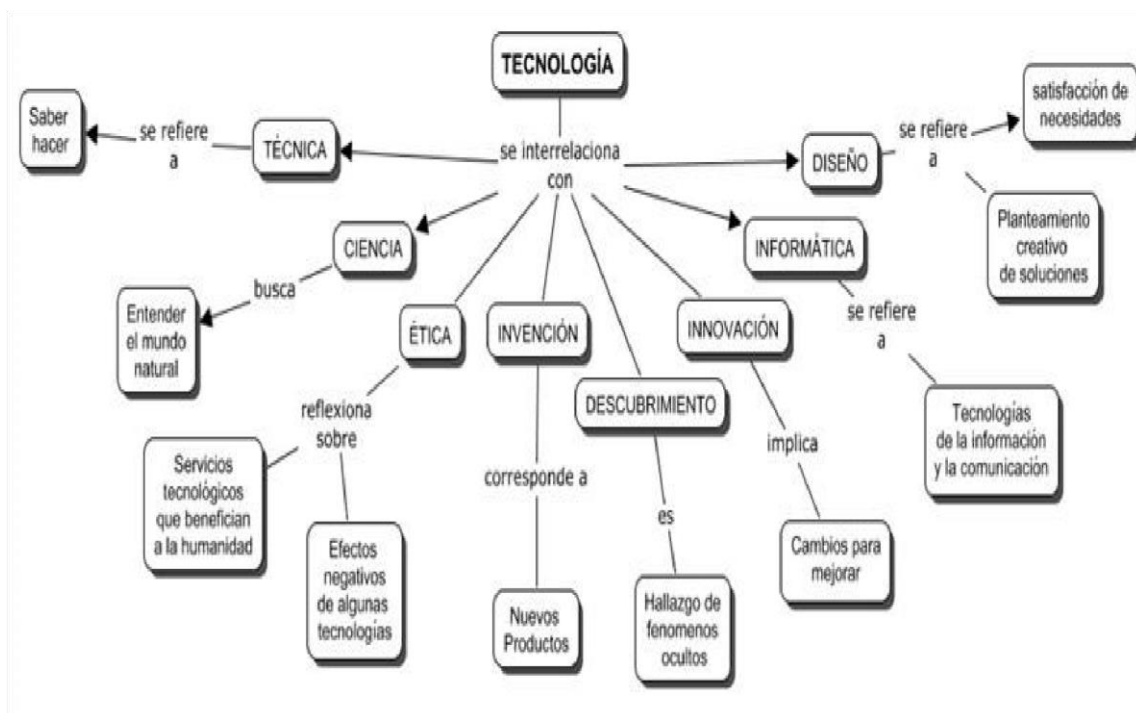 TECNOLOGÍA
se interrelaciona
con
TÉCNICA
se refiere
a
Saber
hacer
CIENCIA
busca
Entender
el mundo
natural
ÉTICA
reflexiona
sobre
Servicios
tecnológicos
que benefician
a la humanidad
Efectos
negativos
de algunas
tecnologías
INVENCIÓN
corresponde a
Nuevos
Productos
DESCUBRIMIENTO
es
Hallazgo de
fenomenos
ocultos
INNOVACIÓN
implica
Cambios para
mejorar
INFORMÁTICA
se refiere
a
Tecnologías
de la información
y la comunicación
DISEÑO
se refiere
a
satisfacción de
necesidades
Planteamiento
creativo
de soluciones